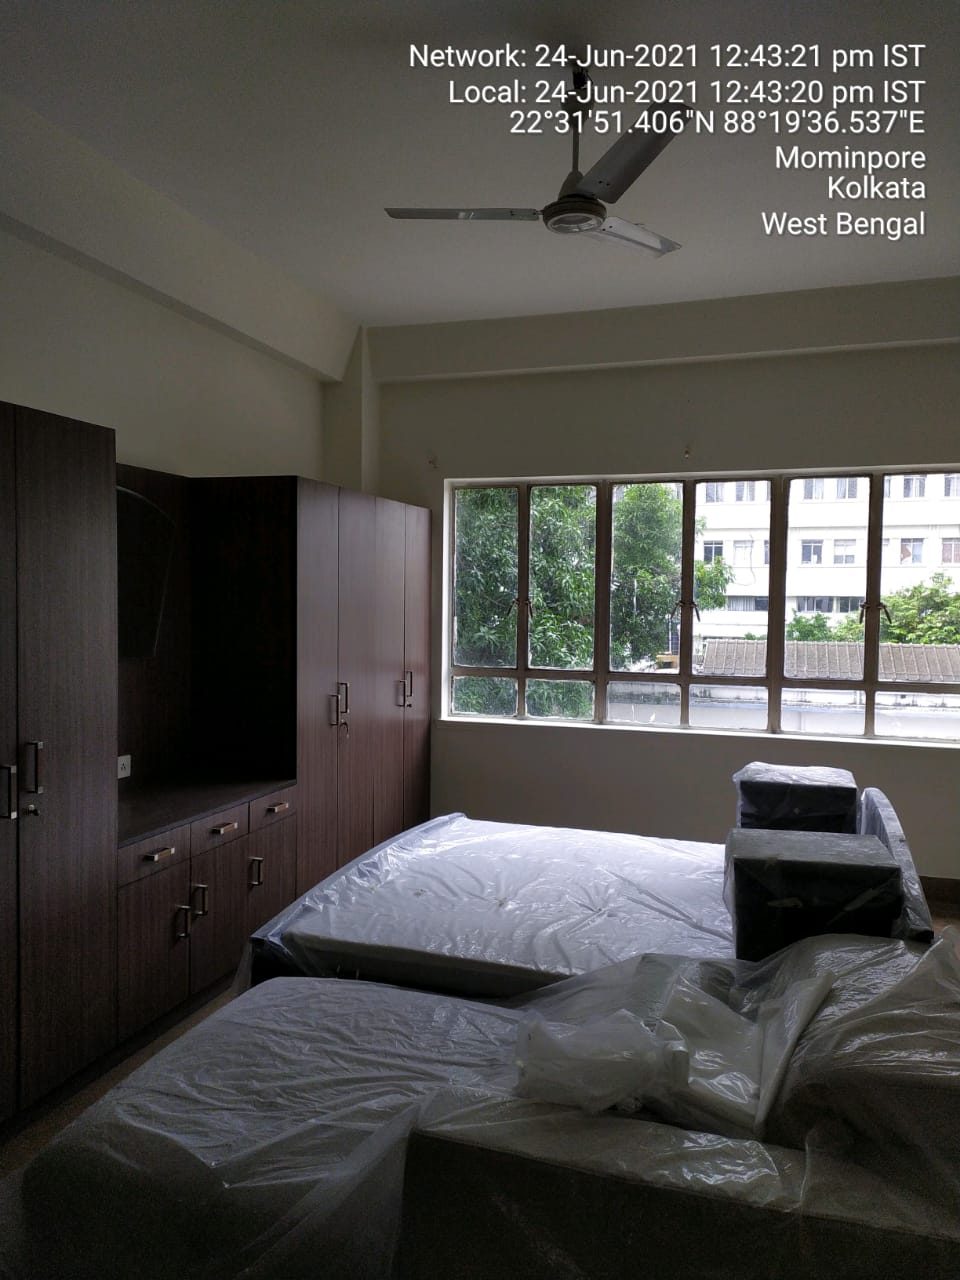 Network: 24-Jun-2021 12:43:21 pm IST
Local: 24-Jun-2021 12:43:20 pm IST
22°31'51.406"N 88°19'36.537"E
Mominpore
Kolkata
West Bengal